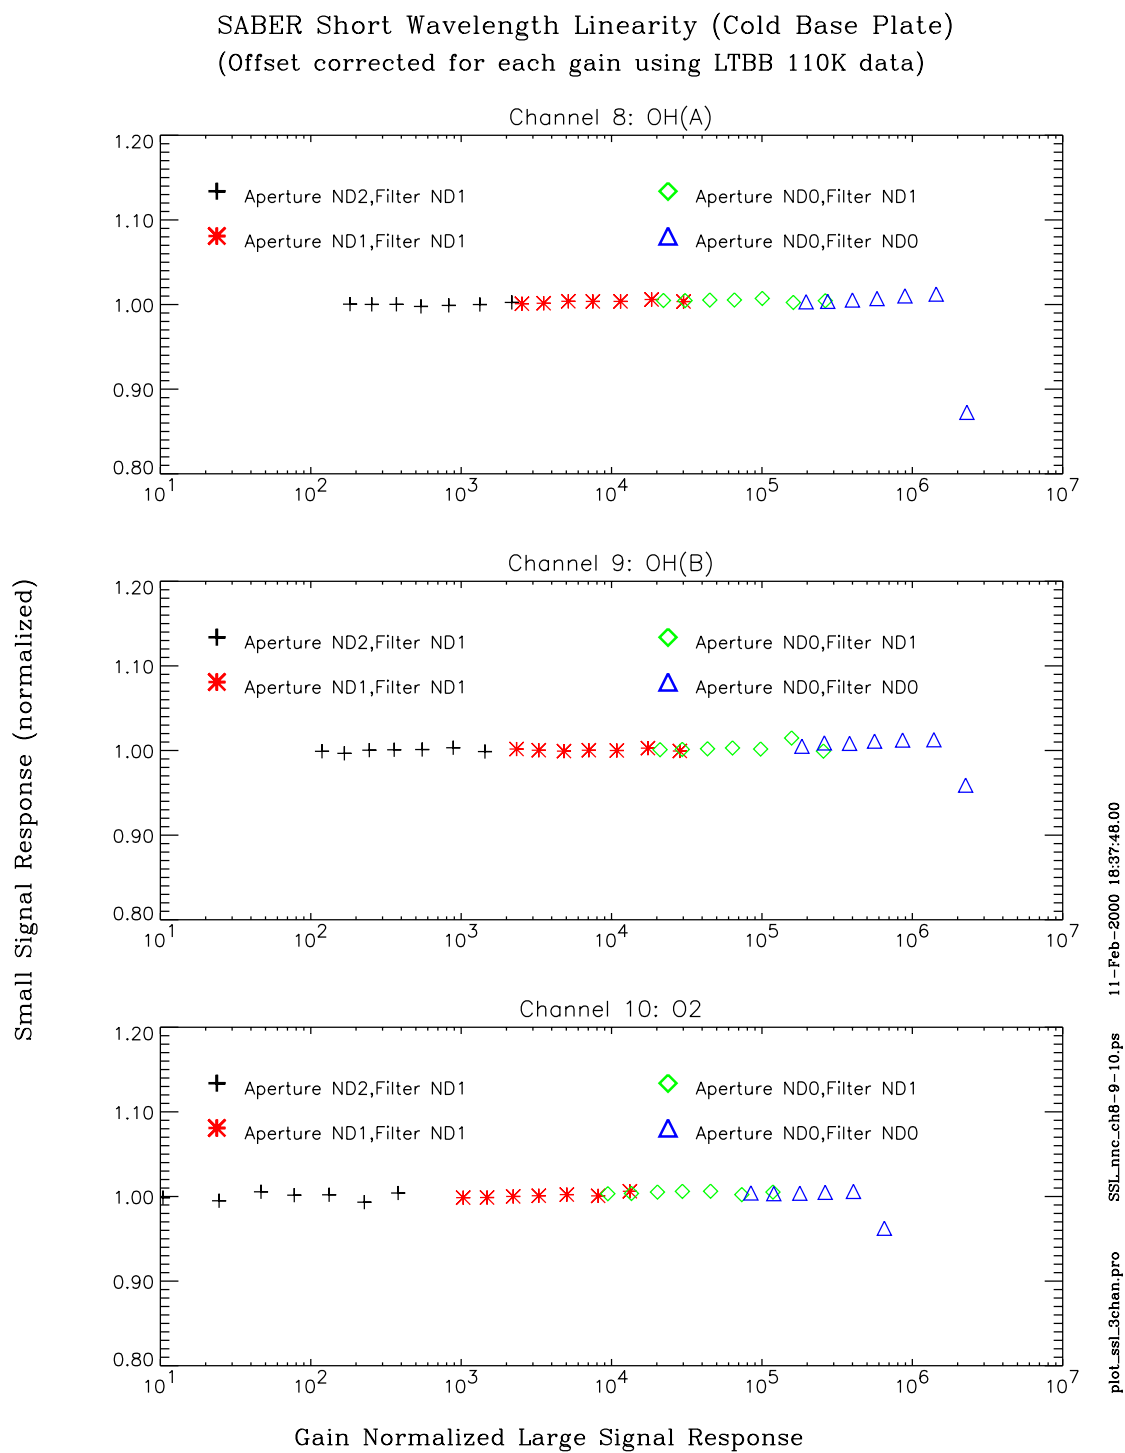 SABER Short Wavelength Linearity (Cold Base Plate)
(Offset corrected for each gain using LTBB 110K data)
Channel 8: OH(A)
1.20
1.10
1.00
0.90
0.80
Aperture ND2,Filter ND1
Aperture ND1,Filter ND1
Aperture ND0,Filter ND1
Aperture ND0,Filter ND0
10^1 10^2 10^3 10^4 10^5 10^6 10^7
Channel 9: OH(B)
1.20
1.10
1.00
0.90
0.80
Aperture ND2,Filter ND1
Aperture ND1,Filter ND1
Aperture ND0,Filter ND1
Aperture ND0,Filter ND0
10^1 10^2 10^3 10^4 10^5 10^6 10^7
Channel 10: O2
1.20
1.10
1.00
0.90
0.80
Aperture ND2,Filter ND1
Aperture ND1,Filter ND1
Aperture ND0,Filter ND1
Aperture ND0,Filter ND0
10^1 10^2 10^3 10^4 10^5 10^6 10^7
Small Signal Response (normalized)
Gain Normalized Large Signal Response
plot_ssl_3chan.pro SSL_nnc_ch8-9-10.ps 11-Feb-2000 18:37:48.00